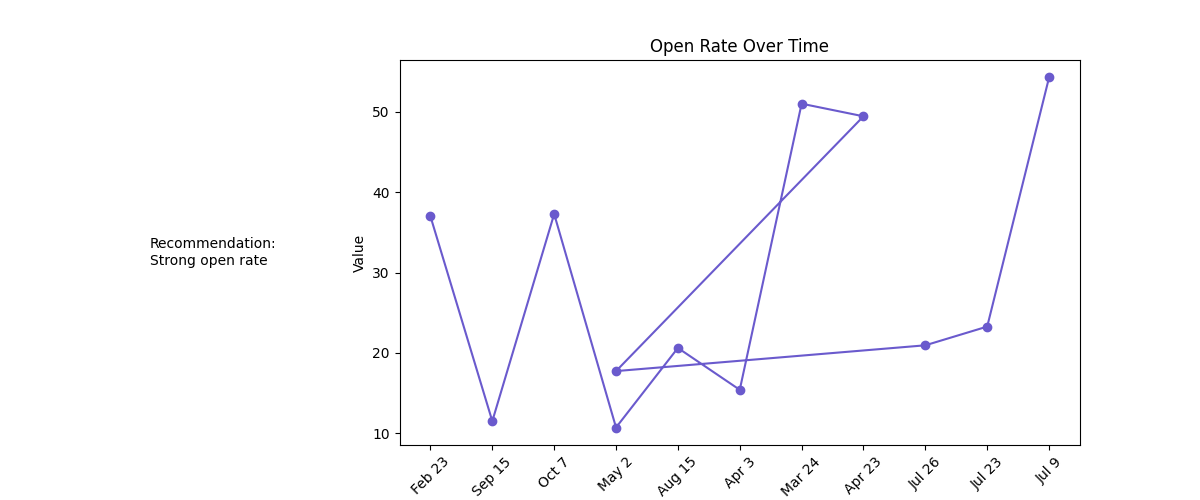 Open Rate Over Time
Recommendation:
Strong open rate
Value
50
40
30
20
10
Feb 23
Sep 15
Oct 7
May 2
Aug 15
Apr 3
Mar 24
Apr 23
Jul 26
Jul 23
Jul 9